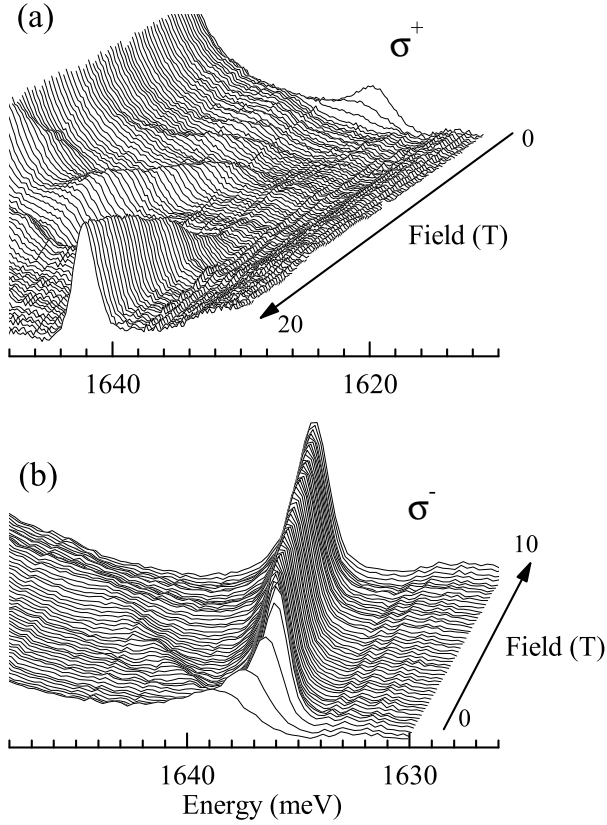 (a)
σ⁺
0
Field (T)
20
1640
1620
(b)
σ⁻
10
Field (T)
0
1640
1630
Energy (meV)